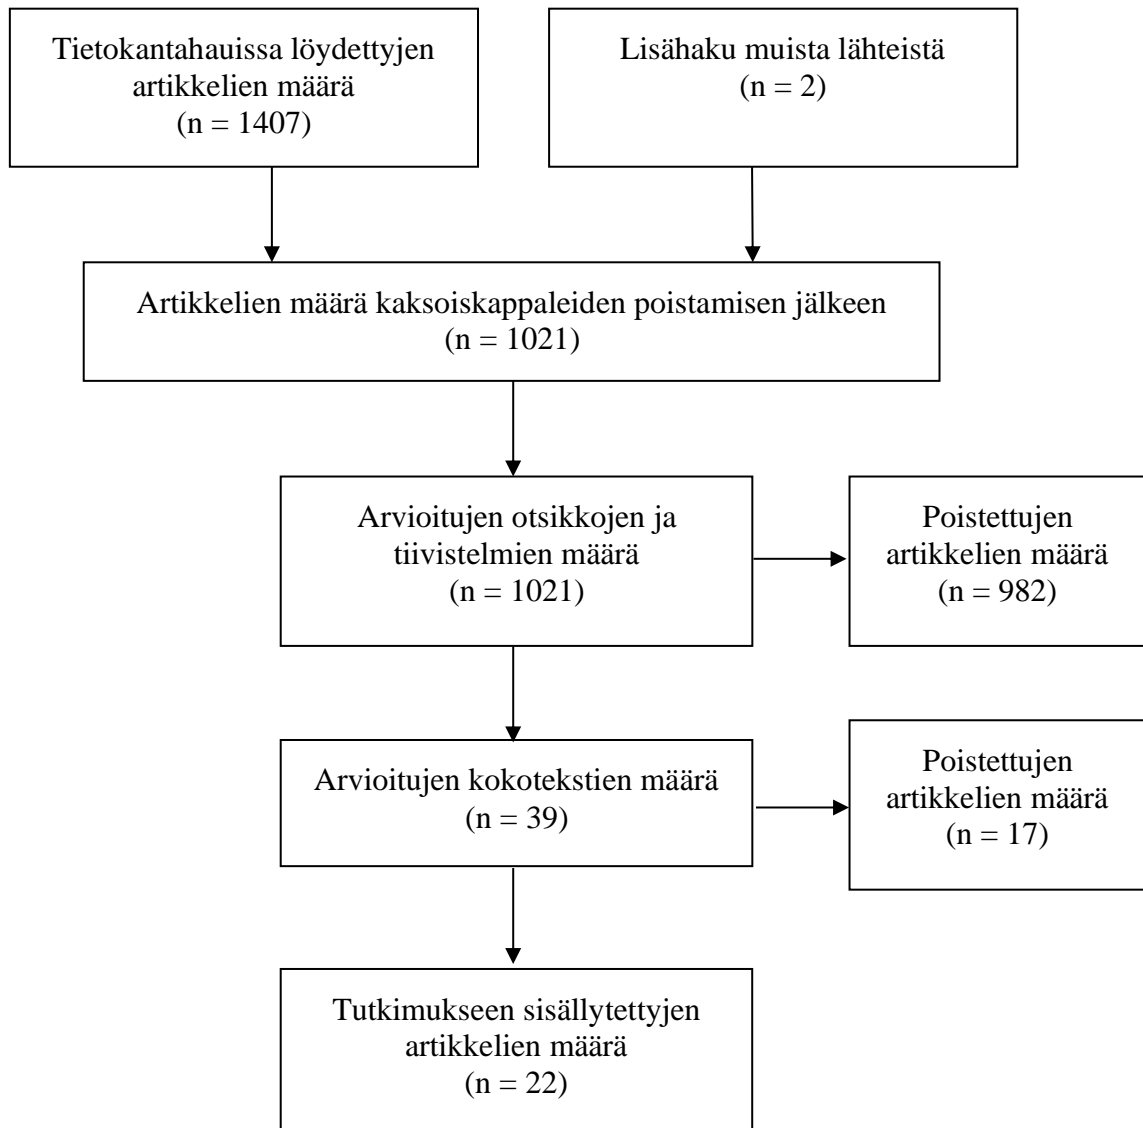 Tietokantahauissa löydettyjen
artikkelien määrä
(n = 1407)
Lisähaku muista lähteistä
(n = 2)
Artikkelien määrä kaksoiskappaleiden poistamisen jälkeen
(n = 1021)
Arvioitujen otsikkojen ja
tiivistelmien määrä
(n = 1021)
Poistettujen
artikkelien määrä
(n = 982)
Arvioitujen kokotekstien määrä
(n = 39)
Poistettujen
artikkelien määrä
(n = 17)
Tutkimukseen sisällytettyjen
artikkelien määrä
(n = 22)